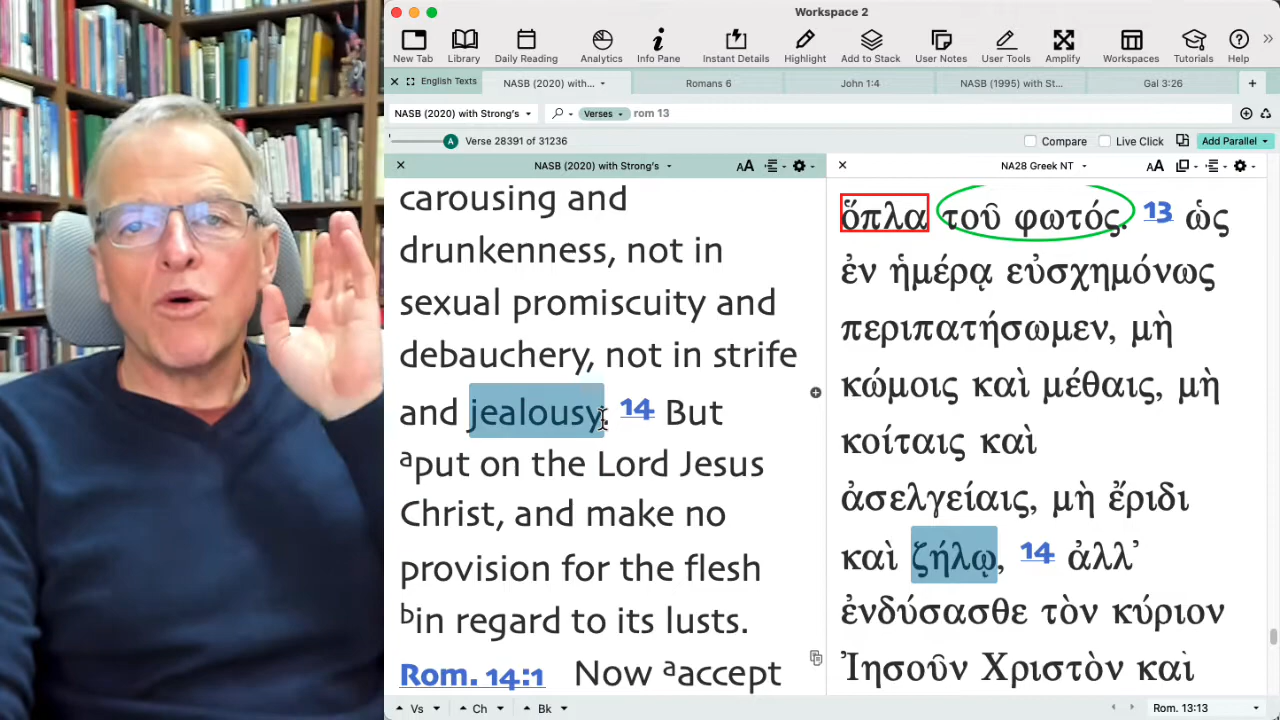 Workspace 2
New Tab Library Daily Reading Analytics Info Pane Instant Details Highlight Add to Stack User Notes User Tools Amplify Workspaces Tutorials Help
English Texts NASB (2020) with... Romans 6 John 1:4 NASB (1995) with St... Gal 3:26
NASB (2020) with Strong's Verses rom 13
A Verse 28391 of 31236 Compare Live Click Add Parallel
NASB (2020) with Strong's
carousing and
drunkenness, not in
sexual promiscuity and
debauchery, not in strife
and jealousy. 14 But
aput on the Lord Jesus
Christ, and make no
provision for the flesh
bin regard to its lusts.
Rom. 14:1 Now aaccept
NA28 Greek NT
ὅπλα τοῦ φωτός. 13 ὡς
ἐν ἡμέρᾳ εὐσχημόνως
περιπατήσωμεν, μὴ
κώμοις καὶ μέθαις, μὴ
κοίταις καὶ
ἀσελγείαις, μὴ ἔριδι
καὶ ζήλῳ, 14 ἀλλ’
ἐνδύσασθε τὸν κύριον
Ἰησοῦν Χριστὸν καὶ
Vs Ch Bk Rom. 13:13